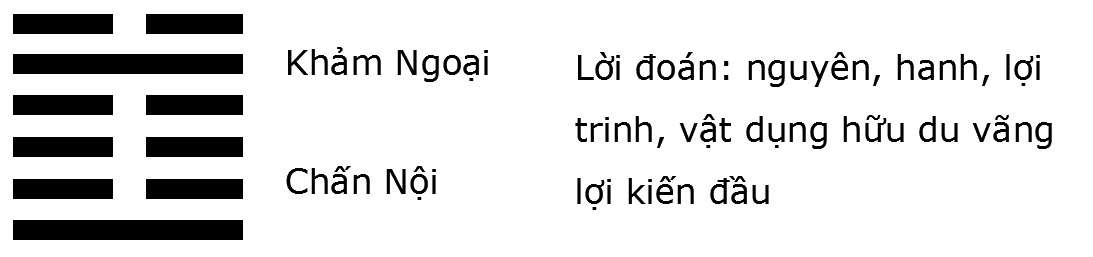 Khảm Ngoại
Chấn Nội
Lời đoán: nguyên, hanh, lợi
trinh, vật dụng hữu du vãng
lợi kiến đầu